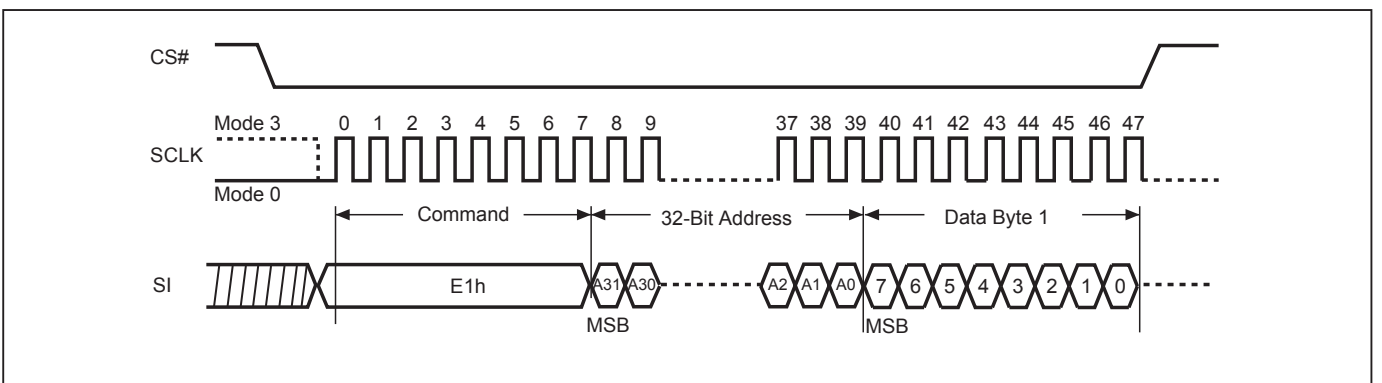 CS#
Mode 3
0 1 2 3 4 5 6 7 8 9 37 38 39 40 41 42 43 44 45 46 47
SCLK
Mode 0
Command 32-Bit Address Data Byte 1
SI E1h A31 A30 A2 A1 A0 7 6 5 4 3 2 1 0
MSB MSB